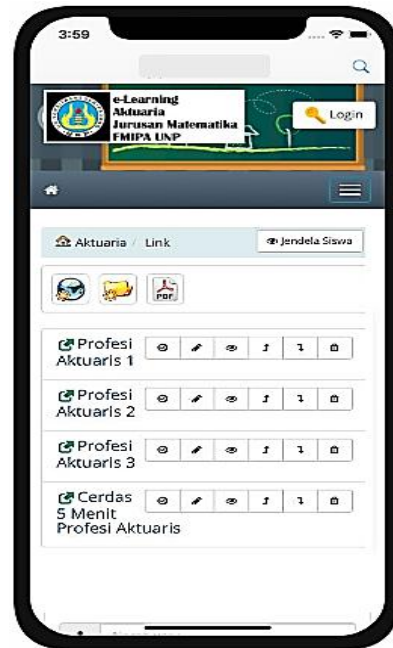 3:59
e-Learning
Aktuaria
Jurusan Matematika
FMIPA UNP
Login
Aktuaria / Link
Jendela Siswa
PDF
Profesi
Aktuaris 1
Profesi
Aktuaris 2
Profesi
Aktuaris 3
Cerdas
5 Menit
Profesi Aktuaris